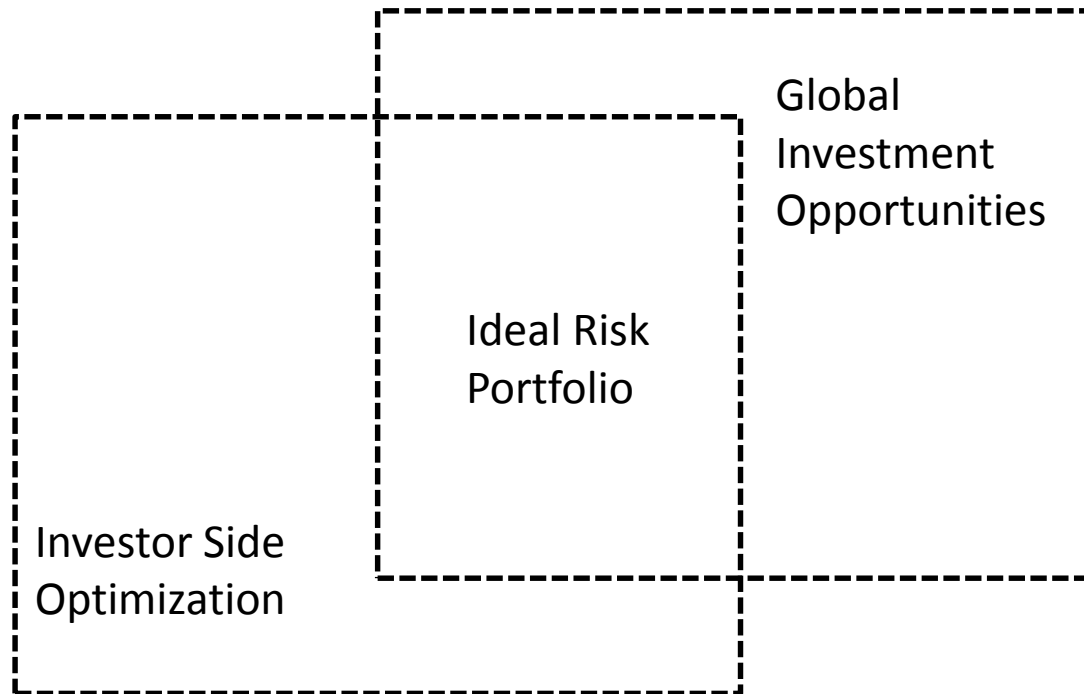 Global
Investment
Opportunities
Ideal Risk
Portfolio
Investor Side
Optimization